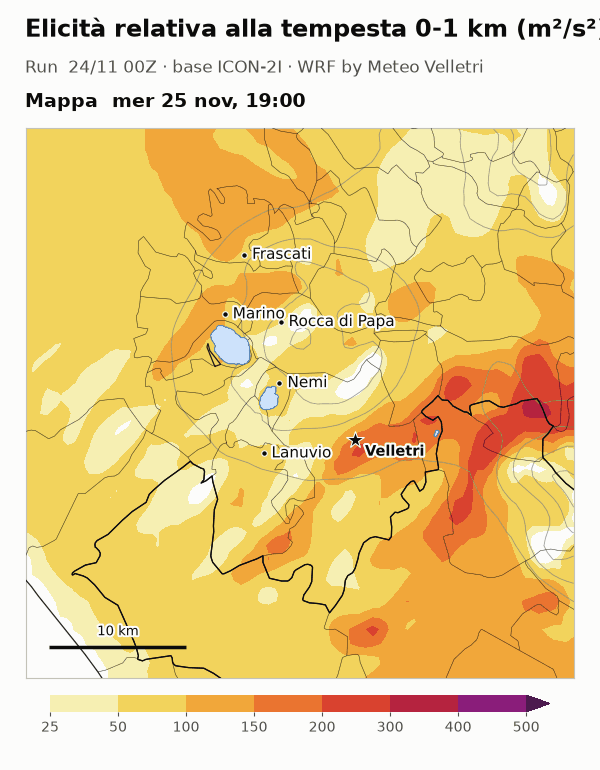 Elicità relativa alla tempesta 0-1 km (m²/s²)
Run  24/11 00Z · base ICON-2I · WRF by Meteo Velletri
Mappa  mer 25 nov, 19:00
Frascati
Marino
Rocca di Papa
Nemi
Velletri
Lanuvio
10 km
25 50 100 150 200 300 400 500